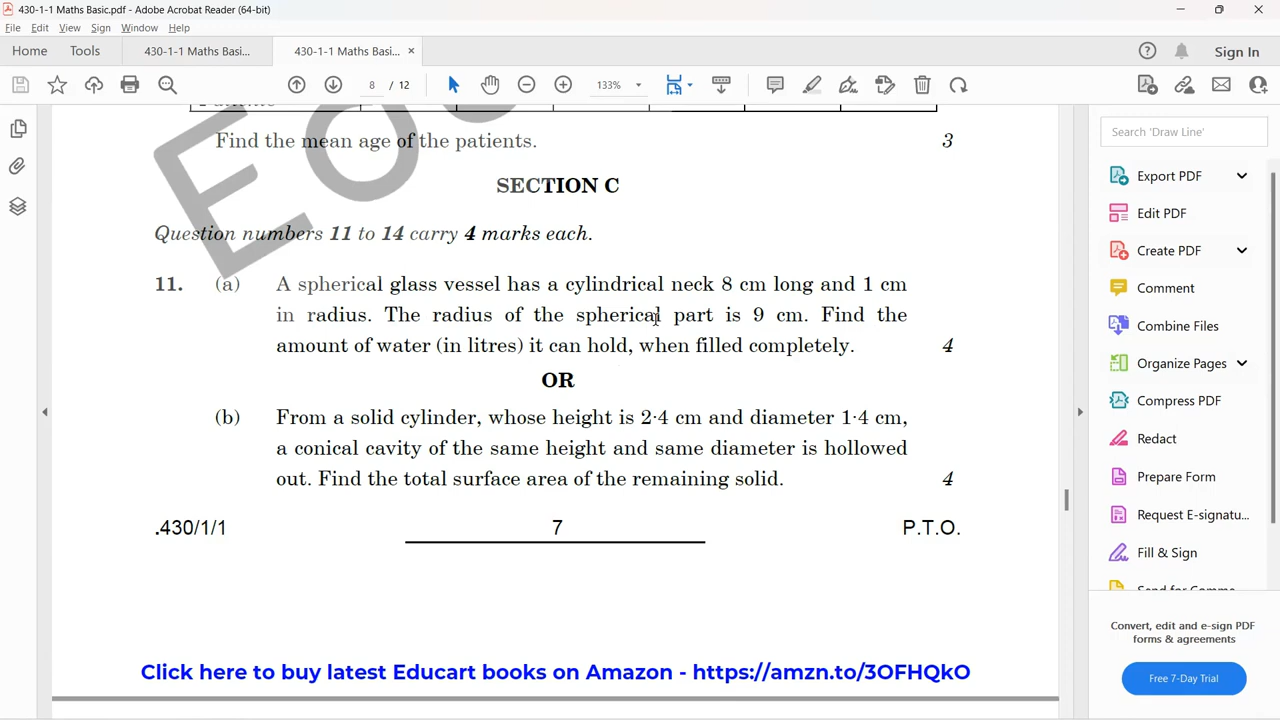 430-1-1 Maths Basic.pdf - Adobe Acrobat Reader (64-bit)
File Edit View Sign Window Help
Home Tools 430-1-1 Maths Basi... 430-1-1 Maths Basi... × Sign In
8 / 12 133%
Find the mean age of the patients. 3
SECTION C
Question numbers 11 to 14 carry 4 marks each.
11. (a) A spherical glass vessel has a cylindrical neck 8 cm long and 1 cm
in radius. The radius of the spherical part is 9 cm. Find the
amount of water (in litres) it can hold, when filled completely. 4
OR
(b) From a solid cylinder, whose height is 2·4 cm and diameter 1·4 cm,
a conical cavity of the same height and same diameter is hollowed
out. Find the total surface area of the remaining solid. 4
.430/1/1 7 P.T.O.
Click here to buy latest Educart books on Amazon - https://amzn.to/3OFHQkO
Search 'Draw Line'
Export PDF
Edit PDF
Create PDF
Comment
Combine Files
Organize Pages
Compress PDF
Redact
Prepare Form
Request E-signatu...
Fill & Sign
Convert, edit and e-sign PDF
forms & agreements
Free 7-Day Trial